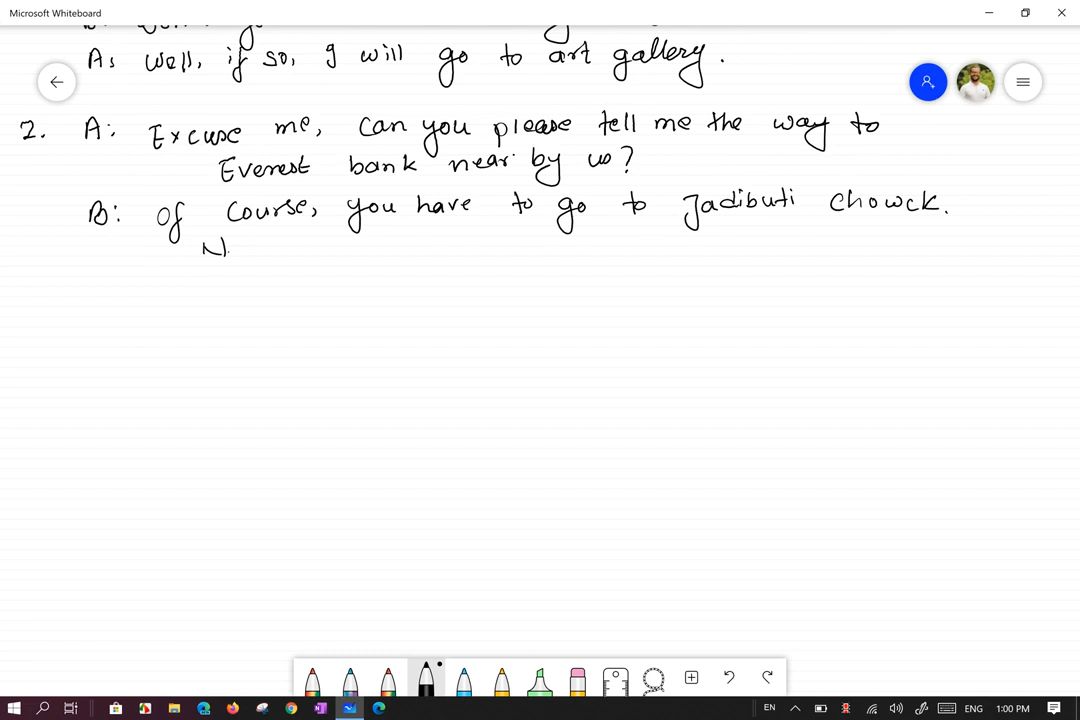 Microsoft Whiteboard
A: Well, if so, I will go to art gallery.
2. A: Excuse me, can you please tell me the way to
Everest bank near by us?
B: Of course, you have to go to Jadibuti chowck.
N
EN ENG 1:00 PM